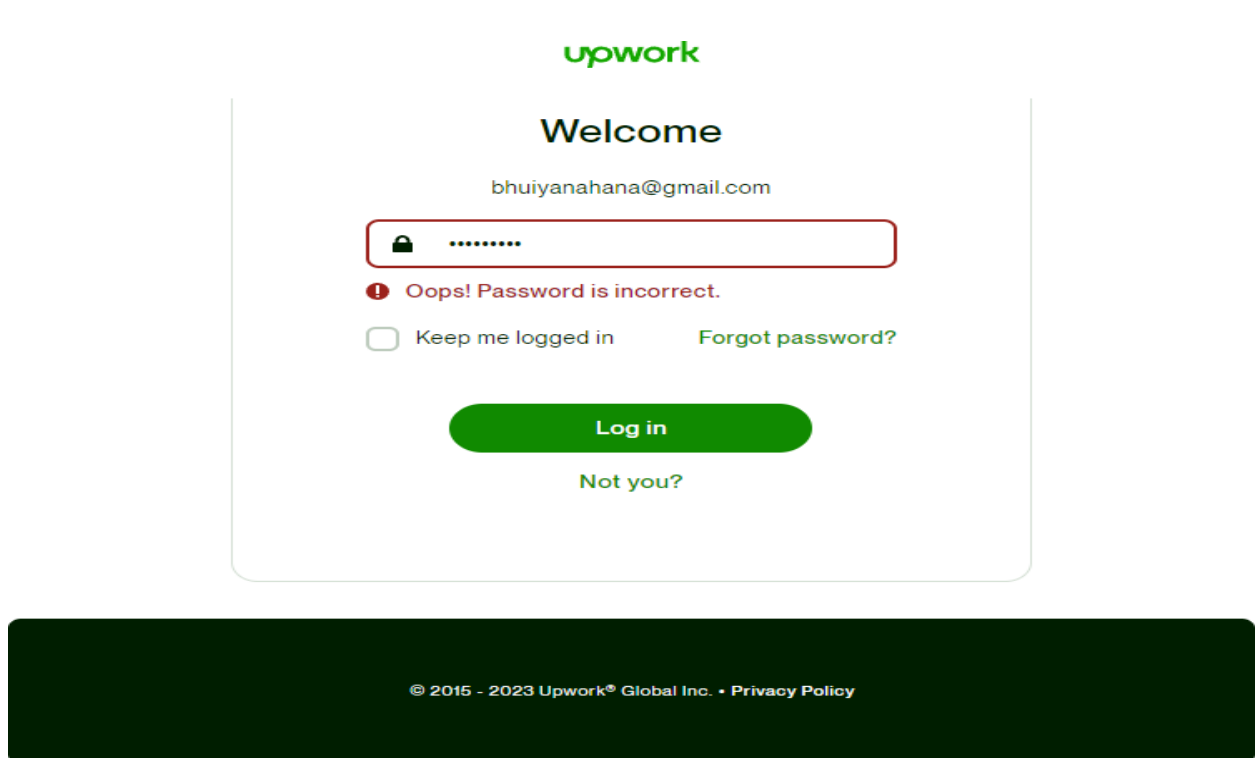 upwork
Welcome
bhuiyanahana@gmail.com
•••••••••
Oops! Password is incorrect.
Keep me logged in Forgot password?
Log in
Not you?
© 2015 - 2023 Upwork® Global Inc. • Privacy Policy